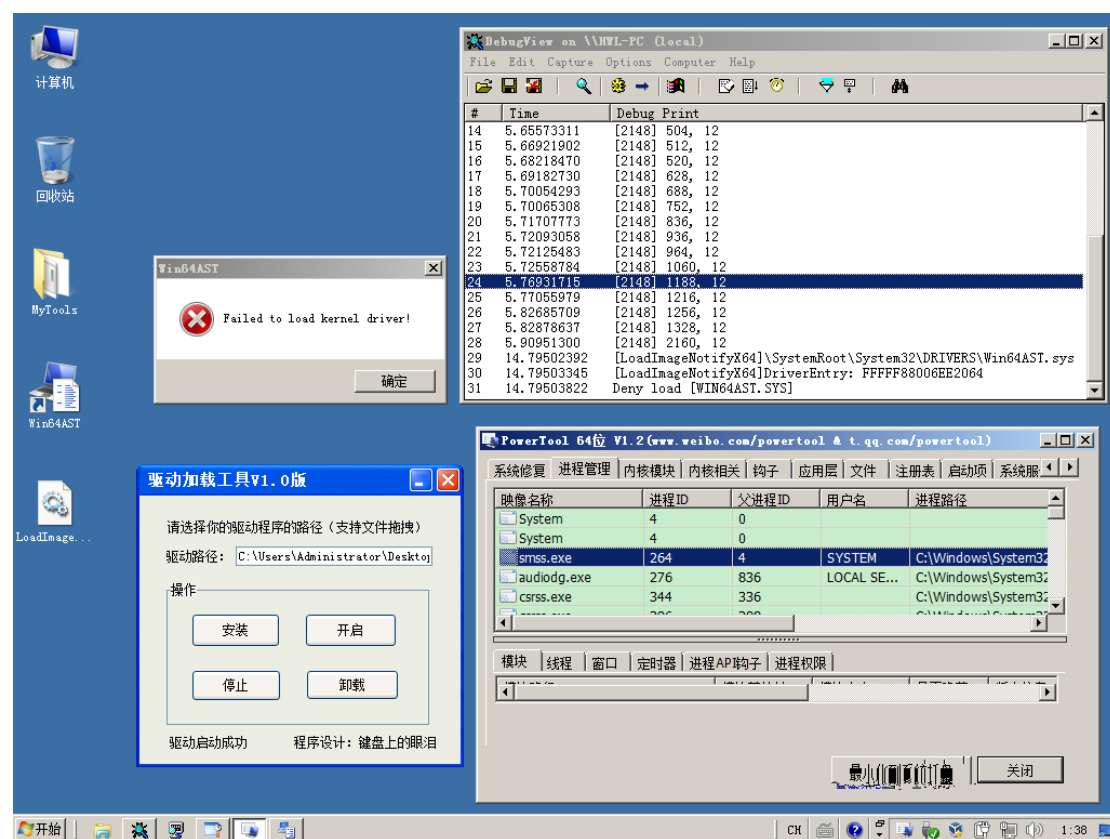 计算机
回收站
MyTools
Win64AST
LoadImage...
DebugView on \\HWL-PC (local)
File Edit Capture Options Computer Help
# Time Debug Print
14 5.65573311 [2148] 504, 12
15 5.66921902 [2148] 512, 12
16 5.68218470 [2148] 520, 12
17 5.69182730 [2148] 628, 12
18 5.70054293 [2148] 688, 12
19 5.70065308 [2148] 752, 12
20 5.71707773 [2148] 836, 12
21 5.72093058 [2148] 936, 12
22 5.72125483 [2148] 964, 12
23 5.72558784 [2148] 1060, 12
24 5.76931715 [2148] 1188, 12
25 5.77055979 [2148] 1216, 12
26 5.82685709 [2148] 1256, 12
27 5.82878637 [2148] 1328, 12
28 5.90951300 [2148] 2160, 12
29 14.79502392 [LoadImageNotifyX64]\SystemRoot\System32\DRIVERS\Win64AST.sys
30 14.79503345 [LoadImageNotifyX64]DriverEntry: FFFFF88006EE2064
31 14.79503822 Deny load [WIN64AST.SYS]
Win64AST
Failed to load kernel driver!
确定
驱动加载工具V1.0版
请选择你的驱动程序的路径（支持文件拖拽）
驱动路径： C:\Users\Administrator\Desktop
操作
安装 开启
停止 卸载
驱动启动成功 程序设计：键盘上的眼泪
PowerTool 64位 V1.2(www.weibo.com/powertool & t.qq.com/powertool)
系统修复 进程管理 内核模块 内核相关 钩子 应用层 文件 注册表 启动项 系统服
映像名称 进程ID 父进程ID 用户名 进程路径
System 4 0
System 4 0
smss.exe 264 4 SYSTEM C:\Windows\System32
audiodg.exe 276 836 LOCAL SE... C:\Windows\System32
csrss.exe 344 336 C:\Windows\System32
模块 线程 窗口 定时器 进程API钩子 进程权限
关闭
开始 CH 1:38